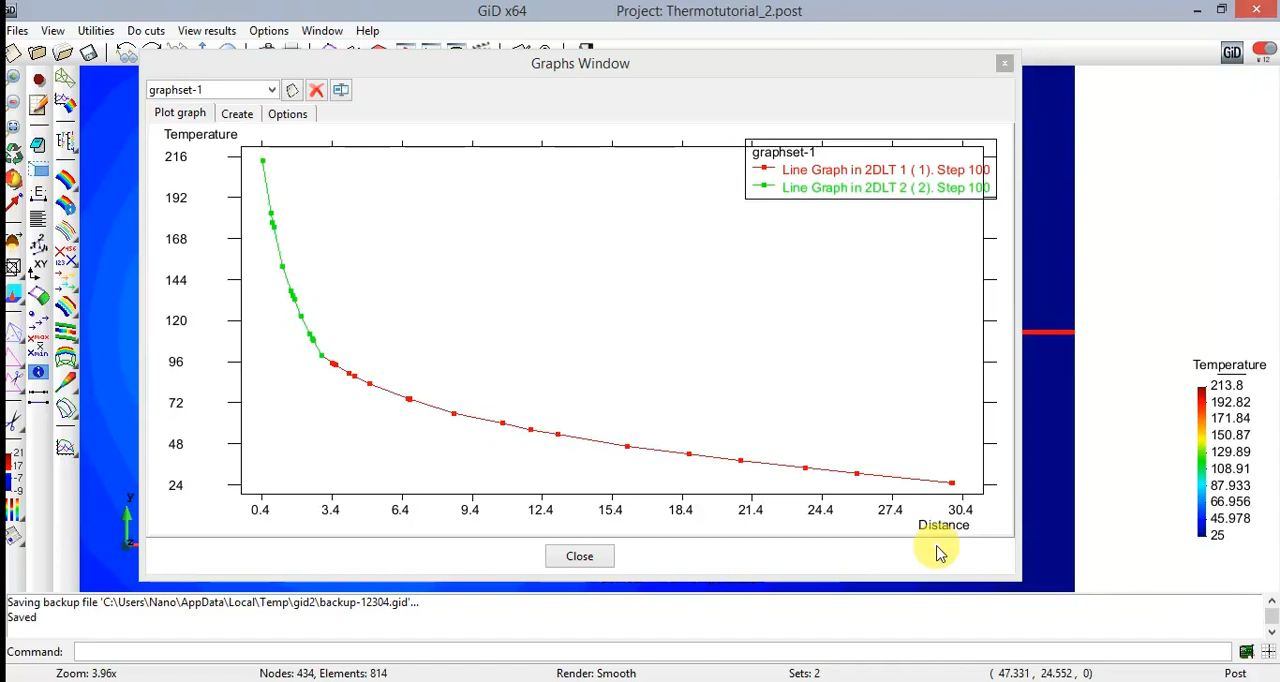 GiD x64 Project: Thermotutorial_2.post
Files View Utilities Do cuts View results Options Window Help
Graphs Window
GiD
v 12
graphset-1
Plot graph Create Options
Temperature
216
192
168
144
120
96
72
48
24
graphset-1
Line Graph in 2DLT 1 ( 1). Step 100
Line Graph in 2DLT 2 ( 2). Step 100
0.4 3.4 6.4 9.4 12.4 15.4 18.4 21.4 24.4 27.4 30.4
Distance
Close
Temperature
213.8
192.82
171.84
150.87
129.89
108.91
87.933
66.956
45.978
25
y
z
Saving backup file 'C:\Users\Nano\AppData\Local\Temp\gid2\backup-12304.gid'...
Saved
Command:
Zoom: 3.96x Nodes: 434, Elements: 814 Render: Smooth Sets: 2 ( 47.331, 24.552, 0) Post